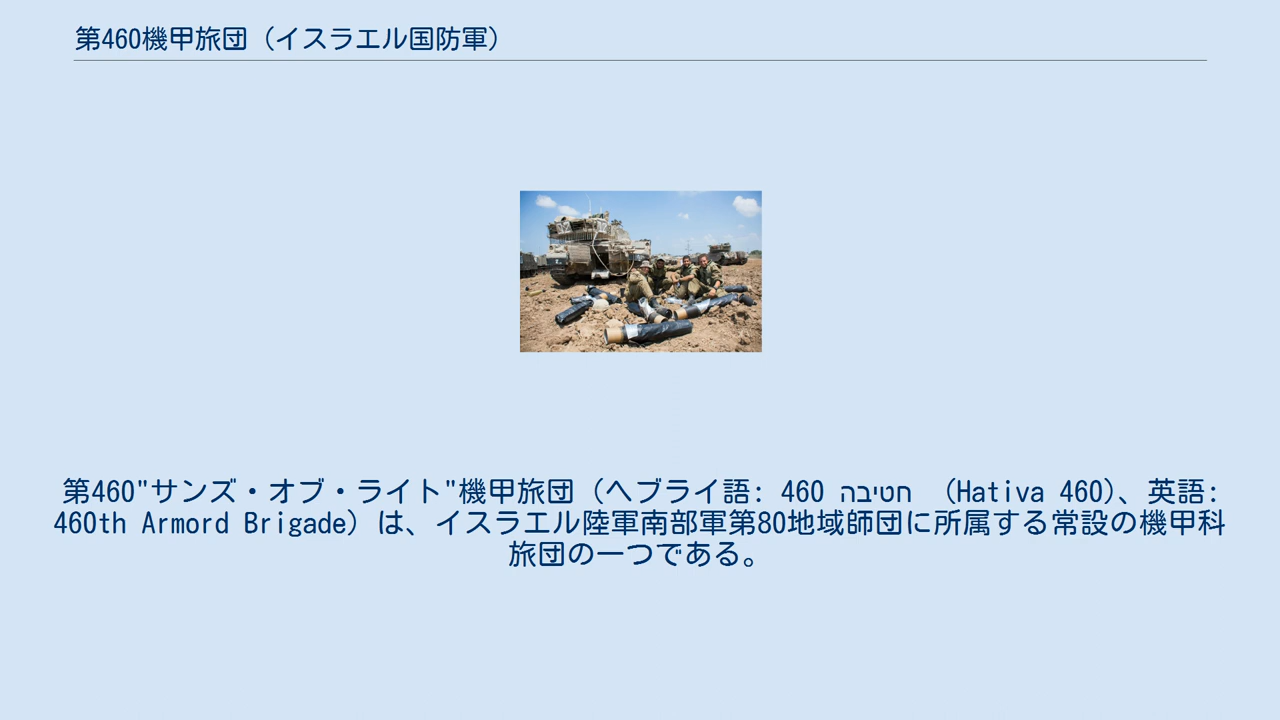 第460機甲旅団（イスラエル国防軍）
第460"サンズ・オブ・ライト"機甲旅団（ヘブライ語: 460 חטיבה （Hativa 460）、英語:
460th Armord Brigade）は、イスラエル陸軍南部軍第80地域師団に所属する常設の機甲科
旅団の一つである。